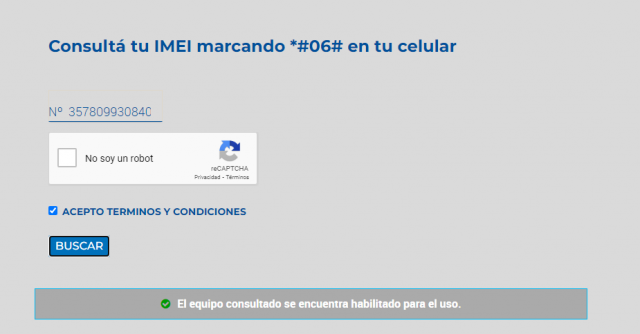 Consultá tu IMEI marcando *#06# en tu celular
Nº 357809930840
No soy un robot
reCAPTCHA
Privacidad - Términos
ACEPTO TERMINOS Y CONDICIONES
BUSCAR
El equipo consultado se encuentra habilitado para el uso.